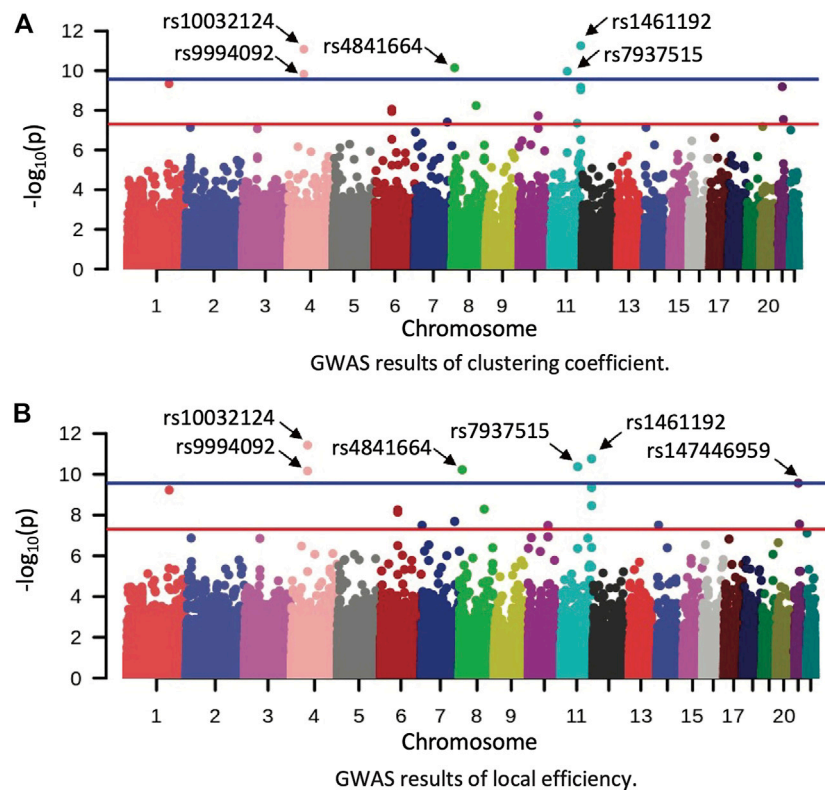 A
rs10032124
rs9994092
rs4841664
rs1461192
rs7937515
12
10
8
6
4
2
0
-log10(p)
1 2 3 4 5 6 7 8 9 11 13 15 17 20
Chromosome
GWAS results of clustering coefficient.
B
rs10032124
rs9994092
rs4841664
rs7937515
rs1461192
rs147446959
12
10
8
6
4
2
0
-log10(p)
1 2 3 4 5 6 7 8 9 11 13 15 17 20
Chromosome
GWAS results of local efficiency.